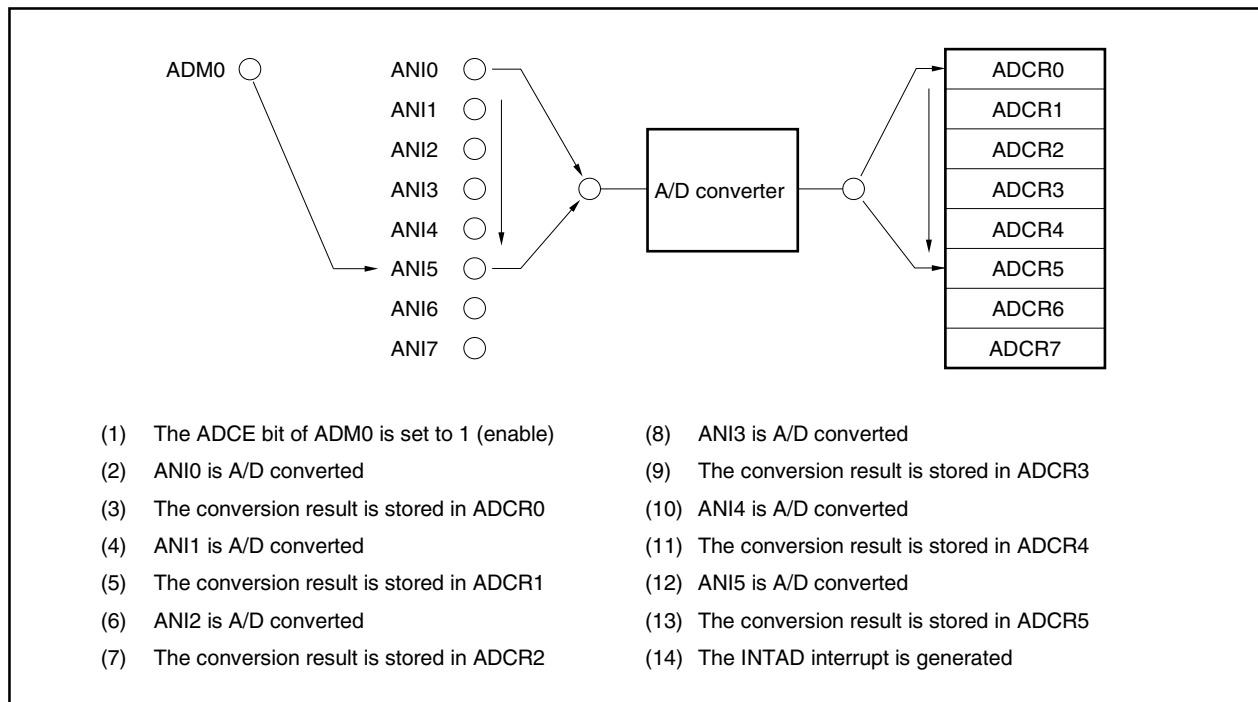 ADM0
ANI0
ANI1
ANI2
ANI3
ANI4
ANI5
ANI6
ANI7
A/D converter
ADCR0
ADCR1
ADCR2
ADCR3
ADCR4
ADCR5
ADCR6
ADCR7
(1) The ADCE bit of ADM0 is set to 1 (enable)
(2) ANI0 is A/D converted
(3) The conversion result is stored in ADCR0
(4) ANI1 is A/D converted
(5) The conversion result is stored in ADCR1
(6) ANI2 is A/D converted
(7) The conversion result is stored in ADCR2
(8) ANI3 is A/D converted
(9) The conversion result is stored in ADCR3
(10) ANI4 is A/D converted
(11) The conversion result is stored in ADCR4
(12) ANI5 is A/D converted
(13) The conversion result is stored in ADCR5
(14) The INTAD interrupt is generated